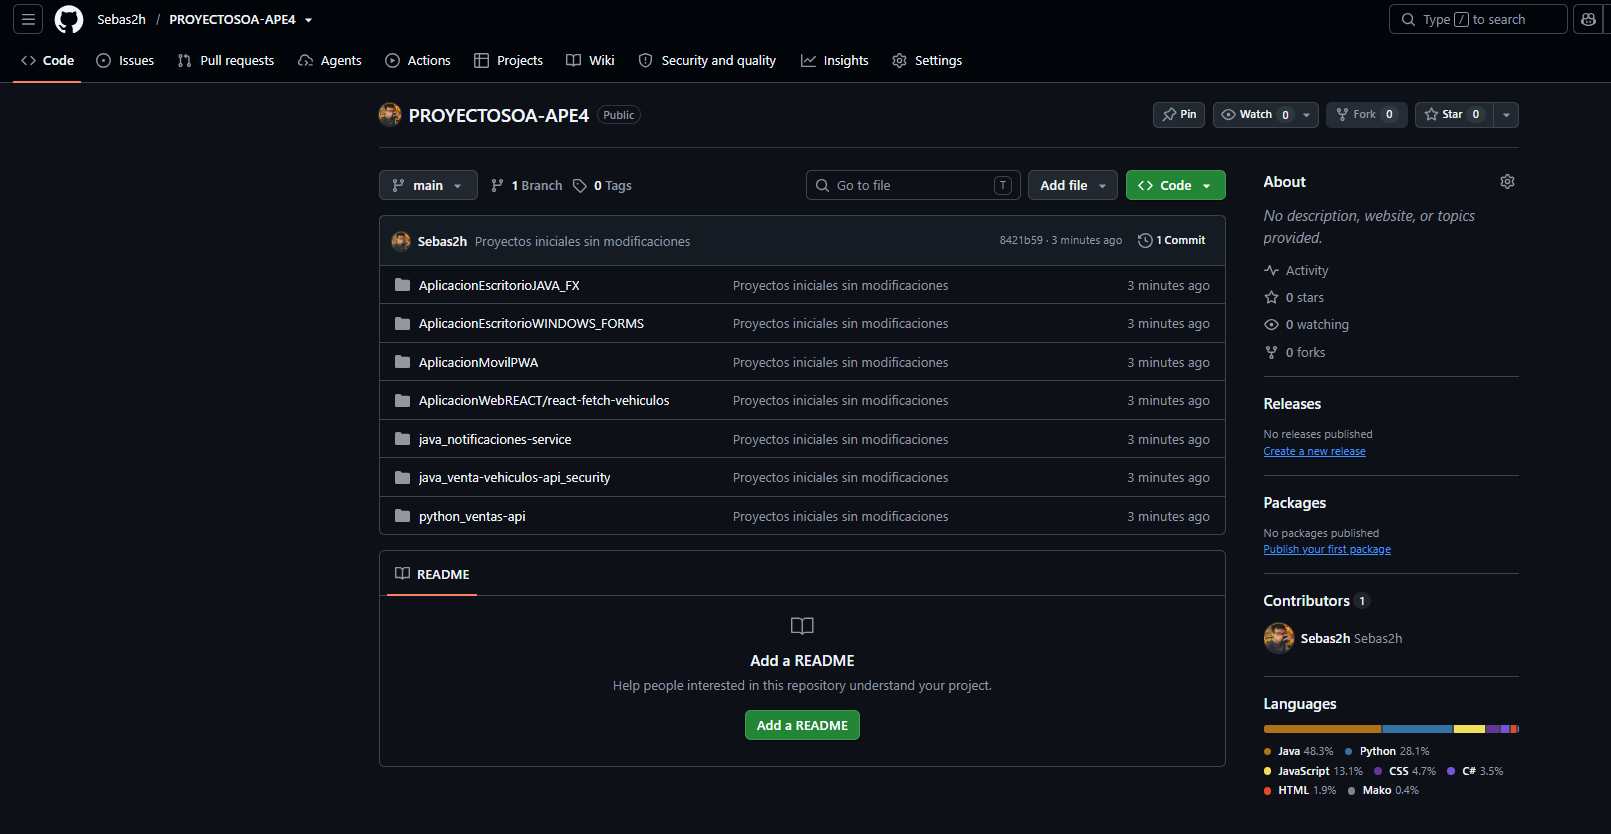 Sebas2h / PROYECTOSOA-APE4
Type / to search
Code Issues Pull requests Agents Actions Projects Wiki Security and quality Insights Settings
PROYECTOSOA-APE4 Public
Pin Watch 0 Fork 0 Star 0
main 1 Branch 0 Tags
Go to file T Add file Code
Sebas2h Proyectos iniciales sin modificaciones 8421b59 · 3 minutes ago 1 Commit
AplicacionEscritorioJAVA_FX Proyectos iniciales sin modificaciones 3 minutes ago
AplicacionEscritorioWINDOWS_FORMS Proyectos iniciales sin modificaciones 3 minutes ago
AplicacionMovilPWA Proyectos iniciales sin modificaciones 3 minutes ago
AplicacionWebREACT/react-fetch-vehiculos Proyectos iniciales sin modificaciones 3 minutes ago
java_notificaciones-service Proyectos iniciales sin modificaciones 3 minutes ago
java_venta-vehiculos-api_security Proyectos iniciales sin modificaciones 3 minutes ago
python_ventas-api Proyectos iniciales sin modificaciones 3 minutes ago
README
Add a README
Help people interested in this repository understand your project.
Add a README
About
No description, website, or topics
provided.
Activity
0 stars
0 watching
0 forks
Releases
No releases published
Create a new release
Packages
No packages published
Publish your first package
Contributors 1
Sebas2h Sebas2h
Languages
Java 48.3% Python 28.1%
JavaScript 13.1% CSS 4.7% C# 3.5%
HTML 1.9% Mako 0.4%